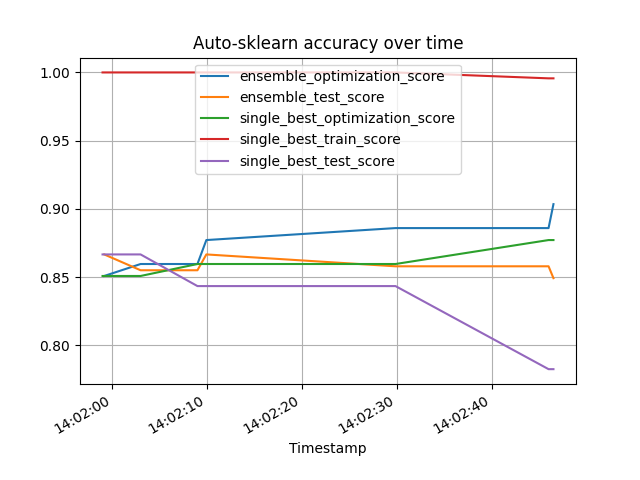 Auto-sklearn accuracy over time
1.00
0.95
0.90
0.85
0.80
ensemble_optimization_score
ensemble_test_score
single_best_optimization_score
single_best_train_score
single_best_test_score
14:02:00
14:02:10
14:02:20
14:02:30
14:02:40
Timestamp